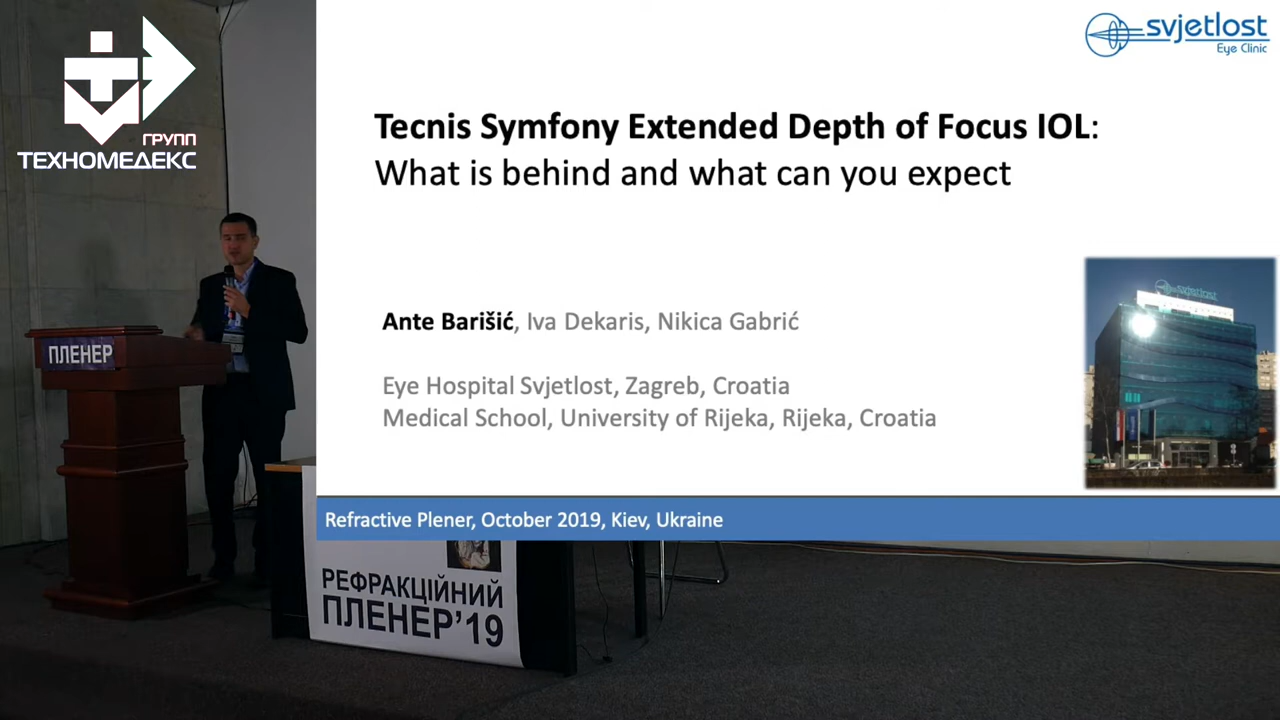 ГРУПП
ТЕХНОМЕДЕКС
svjetlost
Eye Clinic
Tecnis Symfony Extended Depth of Focus IOL:
What is behind and what can you expect
Ante Barišić, Iva Dekaris, Nikica Gabrić
Eye Hospital Svjetlost, Zagreb, Croatia
Medical School, University of Rijeka, Rijeka, Croatia
svjetlost
ПЛЕНЕР
Refractive Plener, October 2019, Kiev, Ukraine
РЕФРАКЦІЙНИЙ
ПЛЕНЕР’19